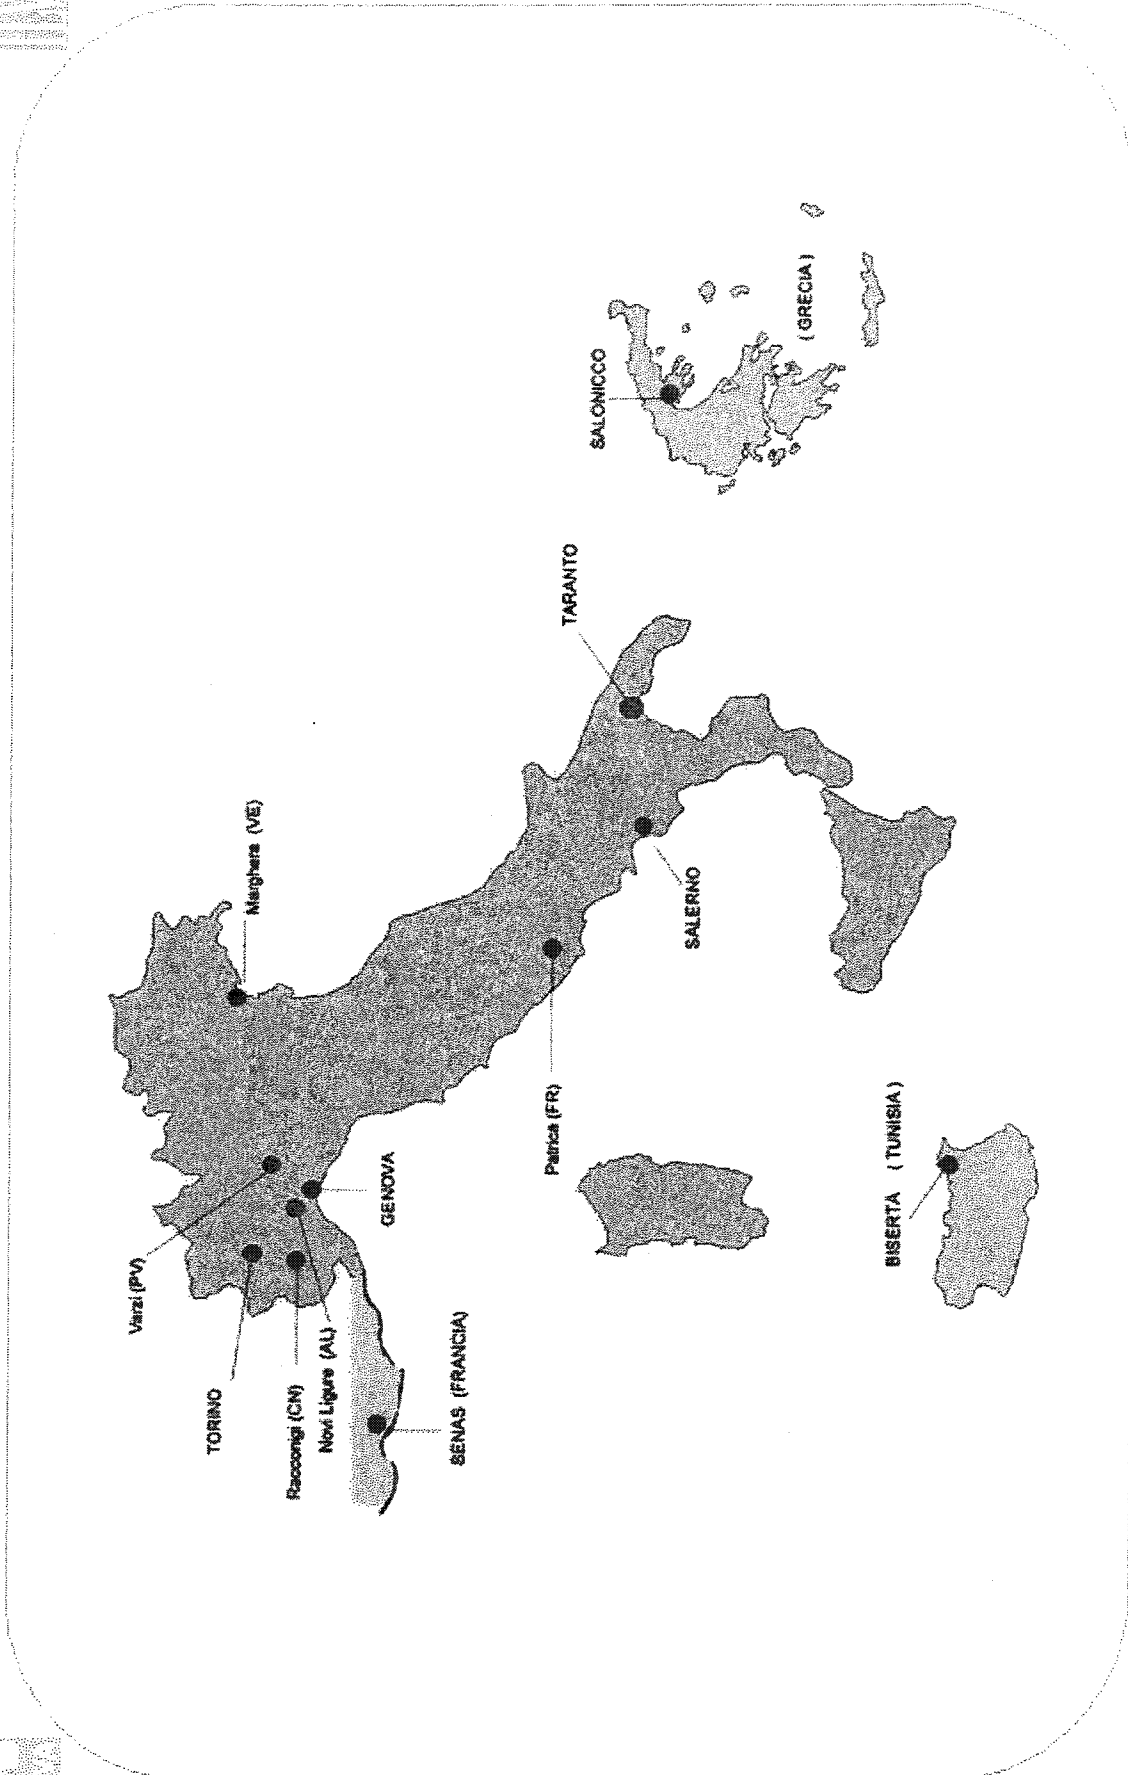 Varzi (PV)
TORINO
Racconigi (CN)
Novi Ligure (AL)
SENAS (FRANCIA)
GENOVA
Marghera (VE)
Patrica (FR)
SALERNO
TARANTO
SALONICCO
( GRECIA )
BISERTA ( TUNISIA )